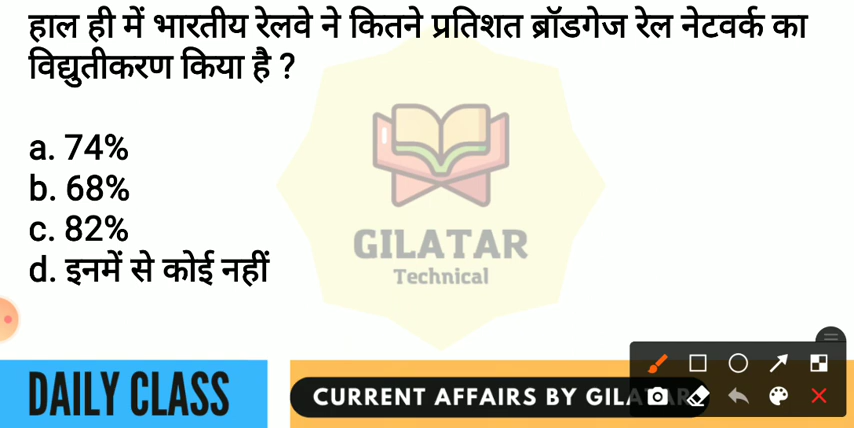 हाल ही में भारतीय रेलवे ने कितने प्रतिशत ब्रॉडगेज रेल नेटवर्क का
विद्युतीकरण किया है ?
a. 74%
b. 68%
c. 82%
d. इनमें से कोई नहीं
GILATAR
Technical
DAILY CLASS
CURRENT AFFAIRS BY GILATAR